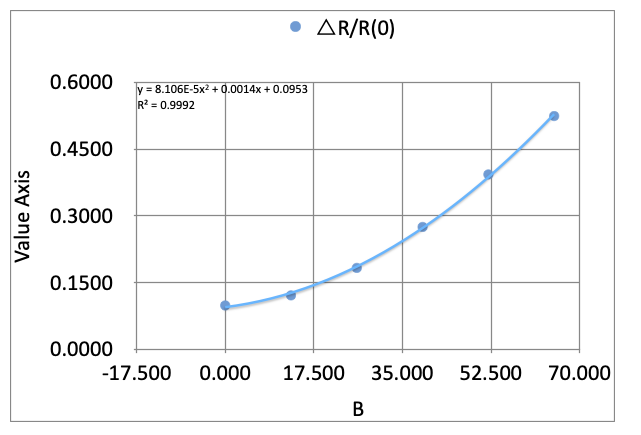 △R/R(0)
0.6000
y = 8.106E-5x² + 0.0014x + 0.0953
R² = 0.9992
0.4500
0.3000
0.1500
0.0000
Value Axis
-17.500 0.000 17.500 35.000 52.500 70.000
B